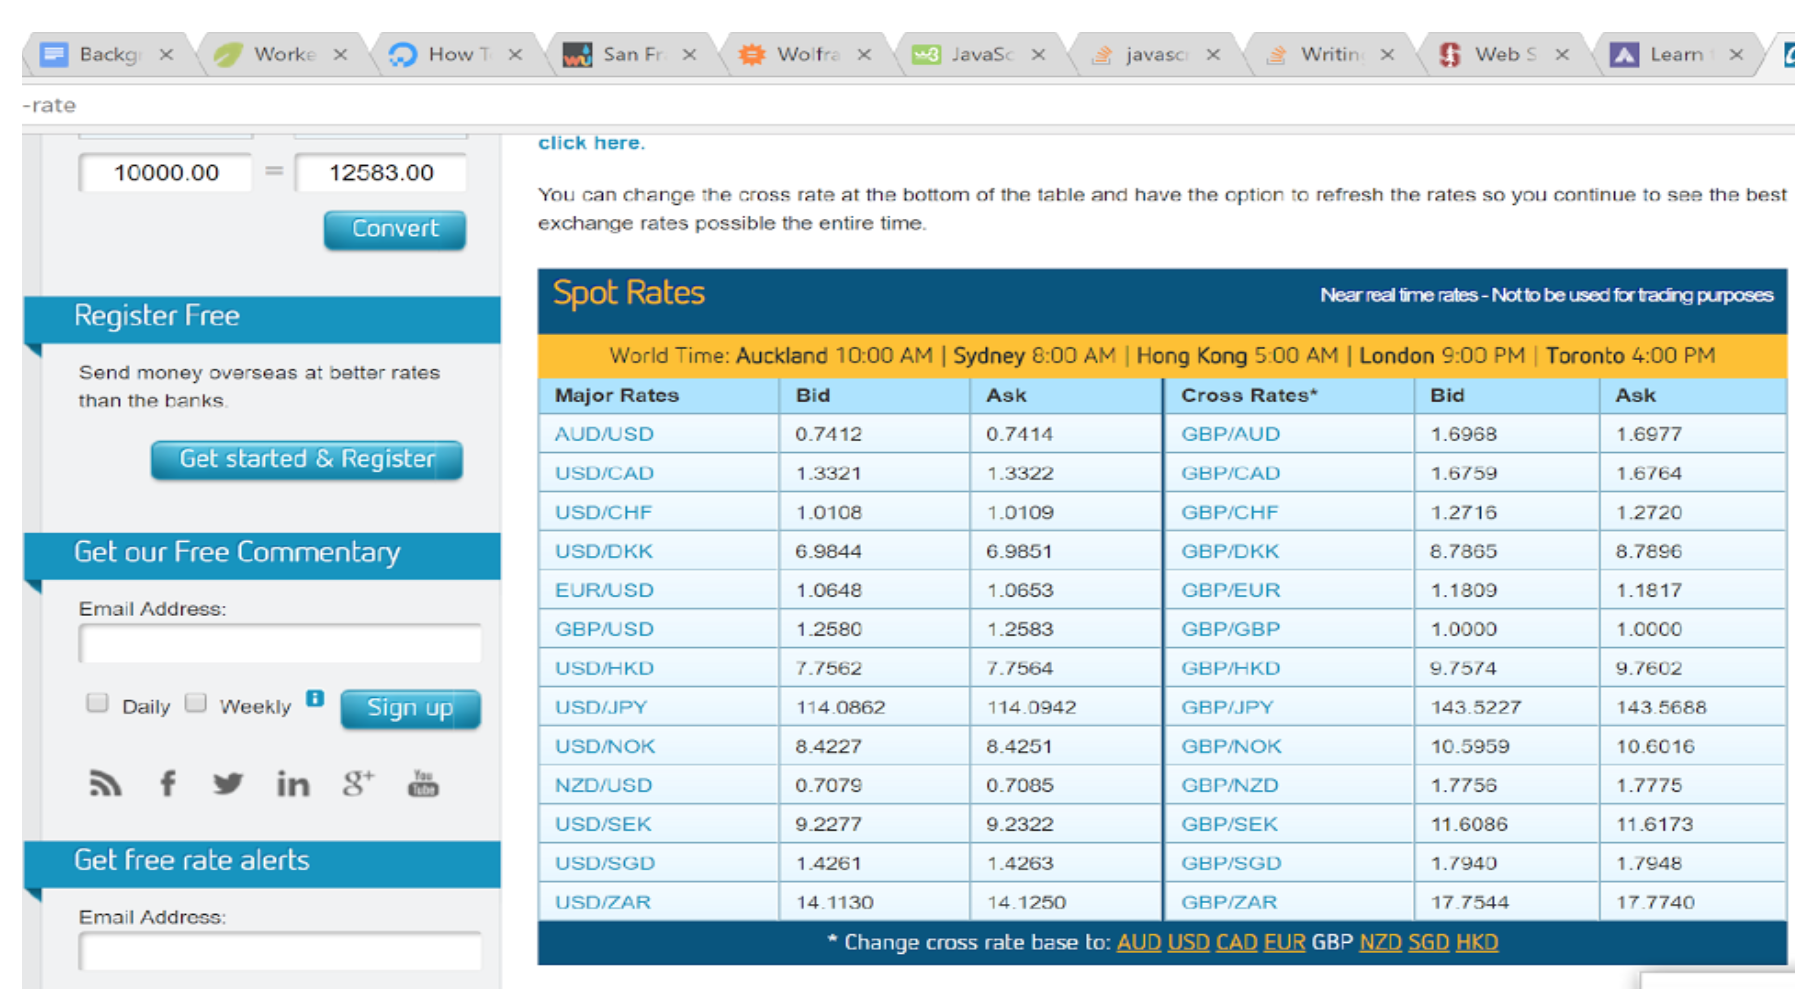 Backgr
Worke
How T
San Fr
Wolfra
JavaSc
javascr
Writing
Web S
Learn
-rate
10000.00 = 12583.00
Convert
Register Free
Send money overseas at better rates
than the banks.
Get started & Register
Get our Free Commentary
Email Address:
Daily Weekly i Sign up
f in g+ You Tube
Get free rate alerts
Email Address:
click here.
You can change the cross rate at the bottom of the table and have the option to refresh the rates so you continue to see the best
exchange rates possible the entire time.
Spot Rates Near real time rates - Not to be used for trading purposes
World Time: Auckland 10:00 AM | Sydney 8:00 AM | Hong Kong 5:00 AM | London 9:00 PM | Toronto 4:00 PM
Major Rates Bid Ask Cross Rates* Bid Ask
AUD/USD 0.7412 0.7414 GBP/AUD 1.6968 1.6977
USD/CAD 1.3321 1.3322 GBP/CAD 1.6759 1.6764
USD/CHF 1.0108 1.0109 GBP/CHF 1.2716 1.2720
USD/DKK 6.9844 6.9851 GBP/DKK 8.7865 8.7896
EUR/USD 1.0648 1.0653 GBP/EUR 1.1809 1.1817
GBP/USD 1.2580 1.2583 GBP/GBP 1.0000 1.0000
USD/HKD 7.7562 7.7564 GBP/HKD 9.7574 9.7602
USD/JPY 114.0862 114.0942 GBP/JPY 143.5227 143.5688
USD/NOK 8.4227 8.4251 GBP/NOK 10.5959 10.6016
NZD/USD 0.7079 0.7085 GBP/NZD 1.7756 1.7775
USD/SEK 9.2277 9.2322 GBP/SEK 11.6086 11.6173
USD/SGD 1.4261 1.4263 GBP/SGD 1.7940 1.7948
USD/ZAR 14.1130 14.1250 GBP/ZAR 17.7544 17.7740
* Change cross rate base to: AUD USD CAD EUR GBP NZD SGD HKD